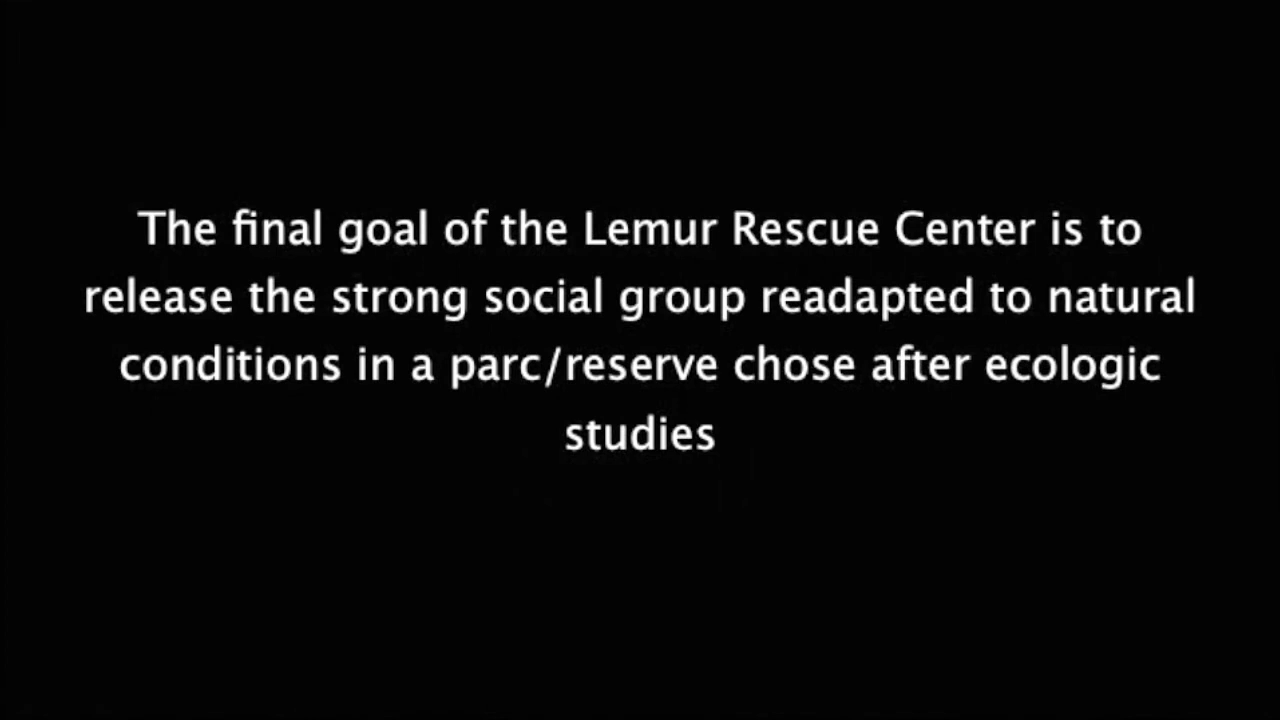 The final goal of the Lemur Rescue Center is to
release the strong social group readapted to natural
conditions in a parc/reserve chose after ecologic
studies